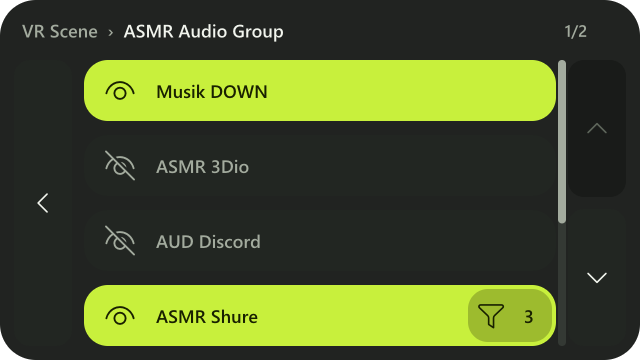 VR Scene › ASMR Audio Group 1/2
Musik DOWN
ASMR 3Dio
AUD Discord
ASMR Shure 3